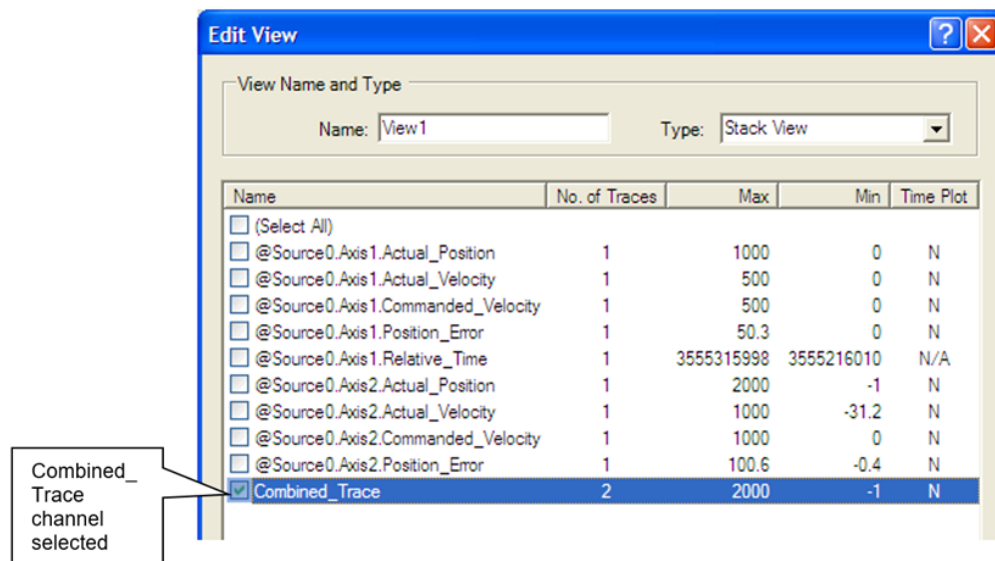 Edit View
?
View Name and Type
Name: View1 Type: Stack View
Name No. of Traces Max Min Time Plot
(Select All)
@Source0.Axis1.Actual_Position 1 1000 0 N
@Source0.Axis1.Actual_Velocity 1 500 0 N
@Source0.Axis1.Commanded_Velocity 1 500 0 N
@Source0.Axis1.Position_Error 1 50.3 0 N
@Source0.Axis1.Relative_Time 1 3555315998 3555216010 N/A
@Source0.Axis2.Actual_Position 1 2000 -1 N
@Source0.Axis2.Actual_Velocity 1 1000 -31.2 N
@Source0.Axis2.Commanded_Velocity 1 1000 0 N
@Source0.Axis2.Position_Error 1 100.6 -0.4 N
Combined_Trace 2 2000 -1 N
Combined_
Trace
channel
selected